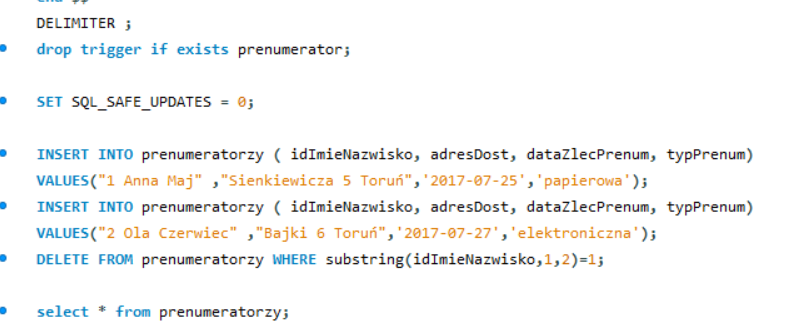 end $$
DELIMITER ;
drop trigger if exists prenumerator;
SET SQL_SAFE_UPDATES = 0;
INSERT INTO prenumeratorzy ( idImieNazwisko, adresDost, dataZlecPrenum, typPrenum)
VALUES("1 Anna Maj" ,"Sienkiewicza 5 Toruń",'2017-07-25','papierowa');
INSERT INTO prenumeratorzy ( idImieNazwisko, adresDost, dataZlecPrenum, typPrenum)
VALUES("2 Ola Czerwiec" ,"Bajki 6 Toruń",'2017-07-27','elektroniczna');
DELETE FROM prenumeratorzy WHERE substring(idImieNazwisko,1,2)=1;
select * from prenumeratorzy;